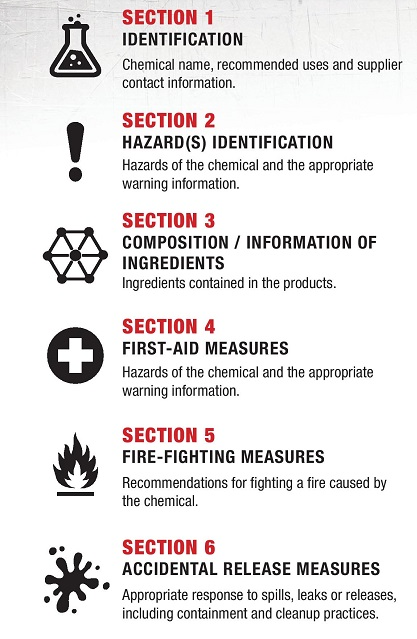 SECTION 1
IDENTIFICATION
Chemical name, recommended uses and supplier
contact information.
SECTION 2
HAZARD(S) IDENTIFICATION
Hazards of the chemical and the appropriate
warning information.
SECTION 3
COMPOSITION / INFORMATION OF
INGREDIENTS
Ingredients contained in the products.
SECTION 4
FIRST-AID MEASURES
Hazards of the chemical and the appropriate
warning information.
SECTION 5
FIRE-FIGHTING MEASURES
Recommendations for fighting a fire caused by
the chemical.
SECTION 6
ACCIDENTAL RELEASE MEASURES
Appropriate response to spills, leaks or releases,
including containment and cleanup practices.